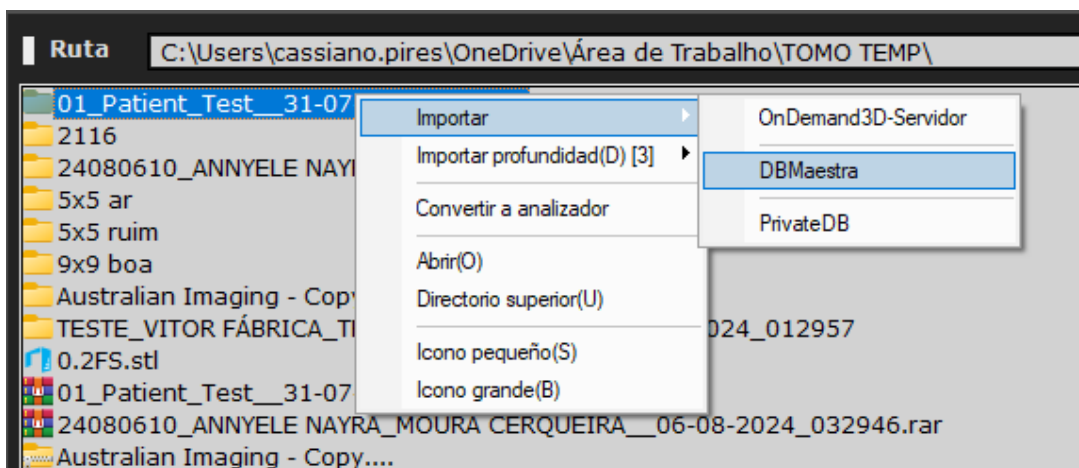 Ruta C:\Users\cassiano.pires\OneDrive\Área de Trabalho\TOMO TEMP\
01_Patient_Test__31-07
2116
24080610_ANNYELE NAY
5x5 ar
5x5 ruim
9x9 boa
Australian Imaging - Cop
TESTE_VITOR FÁBRICA_T 024_012957
0.2FS.stl
01_Patient_Test__31-07
24080610_ANNYELE NAYRA_MOURA CERQUEIRA__06-08-2024_032946.rar
Australian Imaging - Copy....
Importar
Importar profundidad(D) [3]
Convertir a analizador
Abrir(O)
Directorio superior(U)
Icono pequeño(S)
Icono grande(B)
OnDemand3D-Servidor
DBMaestra
PrivateDB